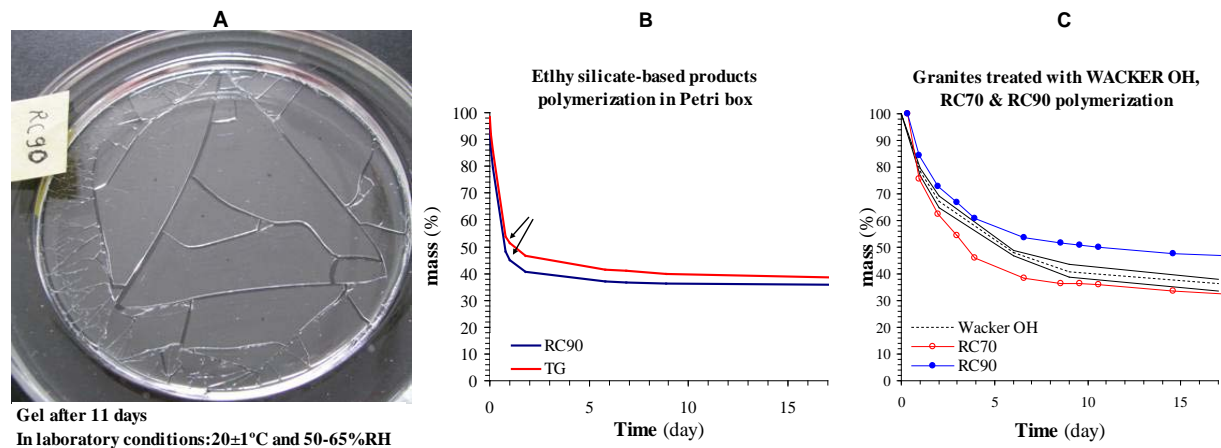 A
RC90
Gel after 11 days
In laboratory conditions:20±1ºC and 50-65%RH
B
Etlhy silicate-based products
polymerization in Petri box
mass (%)
100
90
80
70
60
50
40
30
20
10
0
RC90
TG
0
5
10
15
Time (day)
C
Granites treated with WACKER OH,
RC70 & RC90 polymerization
mass (%)
100
90
80
70
60
50
40
30
20
10
0
Wacker OH
RC70
RC90
0
5
10
15
Time (day)